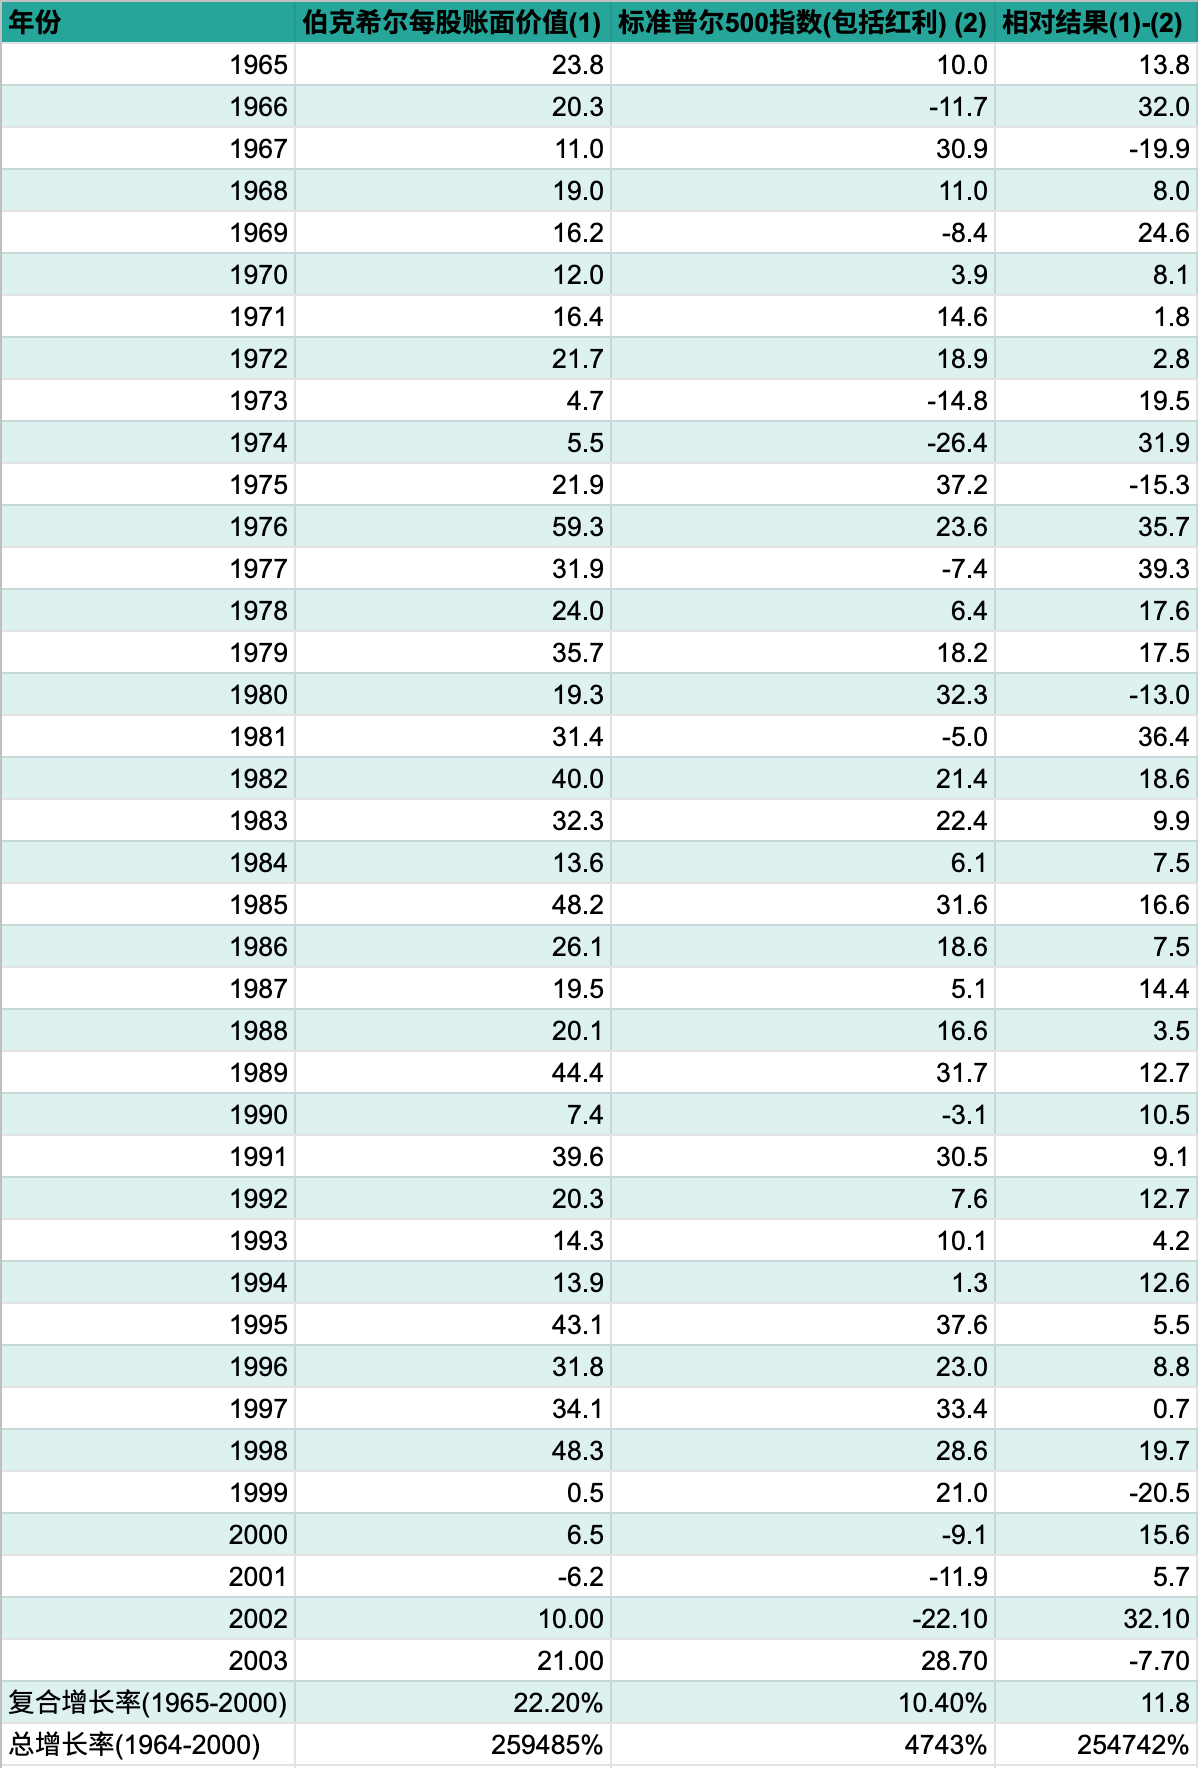 年份 伯克希尔每股账面价值(1) 标准普尔500指数(包括红利) (2) 相对结果(1)-(2)
1965 23.8 10.0 13.8
1966 20.3 -11.7 32.0
1967 11.0 30.9 -19.9
1968 19.0 11.0 8.0
1969 16.2 -8.4 24.6
1970 12.0 3.9 8.1
1971 16.4 14.6 1.8
1972 21.7 18.9 2.8
1973 4.7 -14.8 19.5
1974 5.5 -26.4 31.9
1975 21.9 37.2 -15.3
1976 59.3 23.6 35.7
1977 31.9 -7.4 39.3
1978 24.0 6.4 17.6
1979 35.7 18.2 17.5
1980 19.3 32.3 -13.0
1981 31.4 -5.0 36.4
1982 40.0 21.4 18.6
1983 32.3 22.4 9.9
1984 13.6 6.1 7.5
1985 48.2 31.6 16.6
1986 26.1 18.6 7.5
1987 19.5 5.1 14.4
1988 20.1 16.6 3.5
1989 44.4 31.7 12.7
1990 7.4 -3.1 10.5
1991 39.6 30.5 9.1
1992 20.3 7.6 12.7
1993 14.3 10.1 4.2
1994 13.9 1.3 12.6
1995 43.1 37.6 5.5
1996 31.8 23.0 8.8
1997 34.1 33.4 0.7
1998 48.3 28.6 19.7
1999 0.5 21.0 -20.5
2000 6.5 -9.1 15.6
2001 -6.2 -11.9 5.7
2002 10.00 -22.10 32.10
2003 21.00 28.70 -7.70
复合增长率(1965-2000) 22.20% 10.40% 11.8
总增长率(1964-2000) 259485% 4743% 254742%